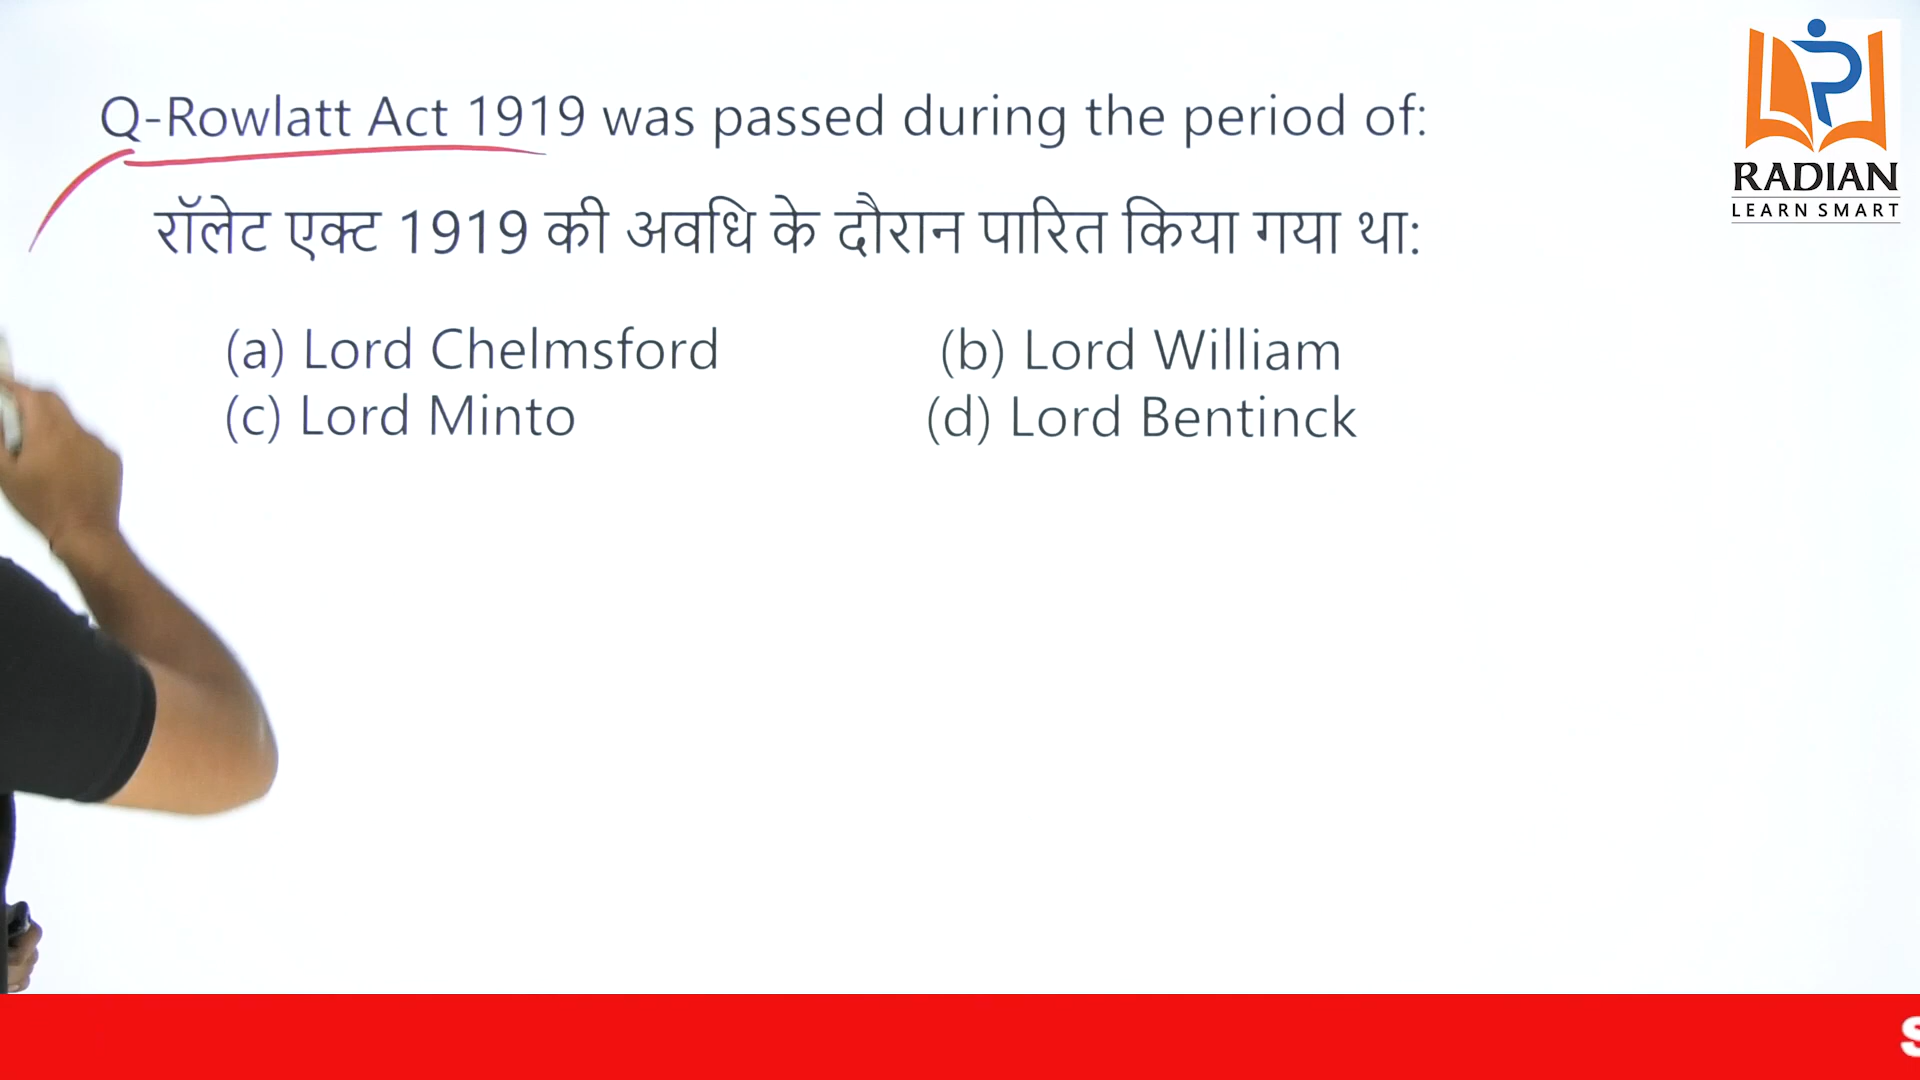 Q-Rowlatt Act 1919 was passed during the period of:
रॉलेट एक्ट 1919 की अवधि के दौरान पारित किया गया था:
(a) Lord Chelmsford (b) Lord William
(c) Lord Minto (d) Lord Bentinck
RADIAN
LEARN SMART